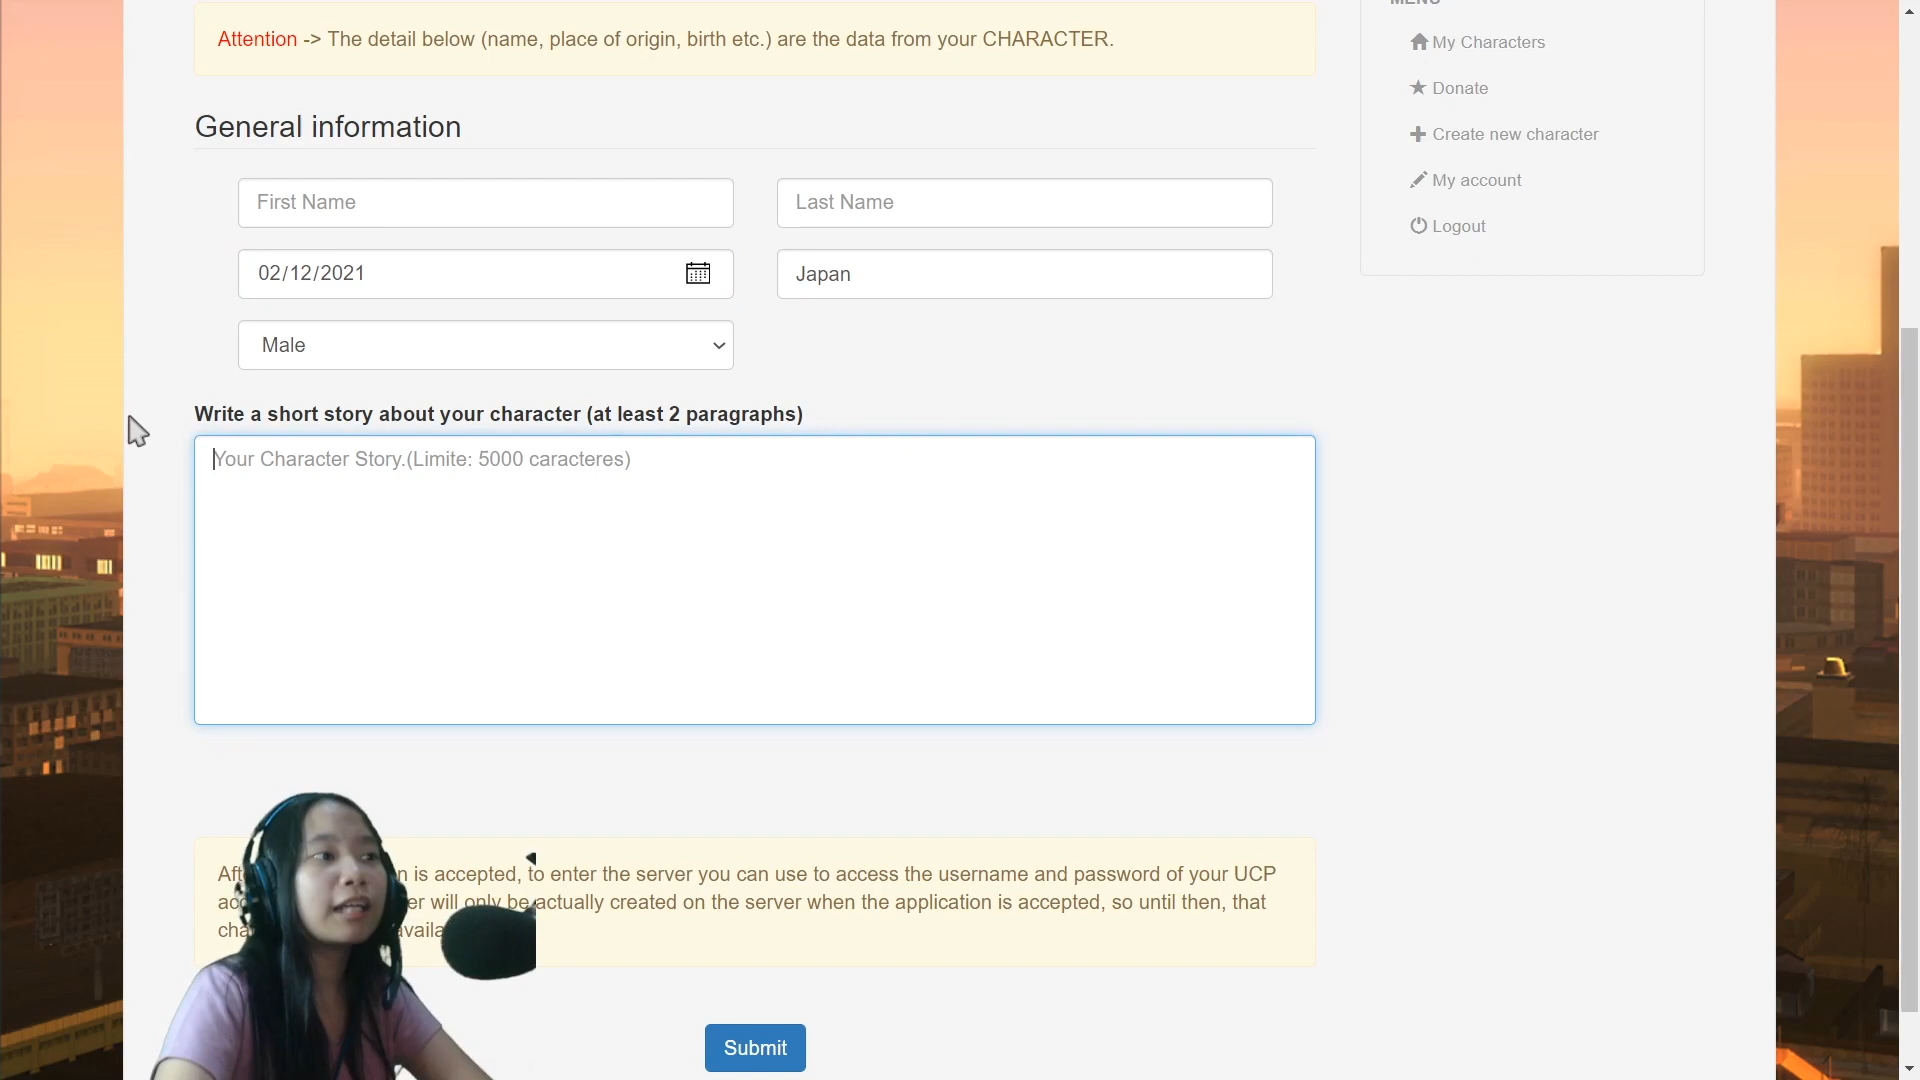 MENU
Attention -> The detail below (name, place of origin, birth etc.) are the data from your CHARACTER.
My Characters
Donate
Create new character
My account
Logout
General information
First Name
Last Name
02/12/2021
Japan
Male
Write a short story about your character (at least 2 paragraphs)
Your Character Story.(Limite: 5000 caracteres)
is accepted, to enter the server you can use to access the username and password of your UCP
will only be actually created on the server when the application is accepted, so until then, that
Submit